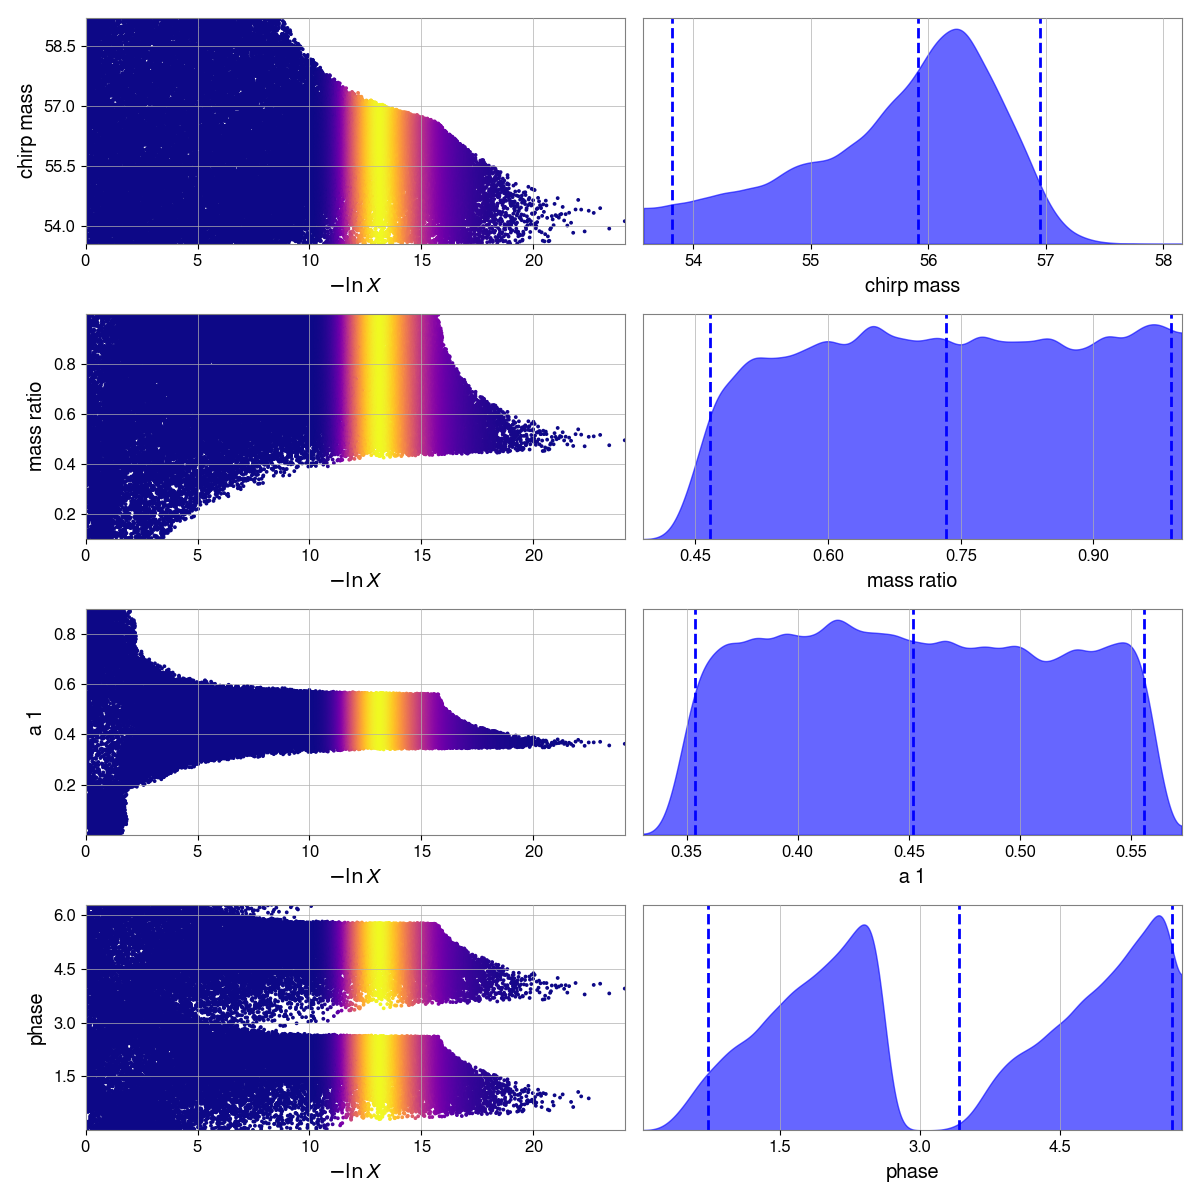 58.5
57.0
55.5
54.0
chirp mass
0 5 10 15 20
−ln X
54 55 56 57 58
chirp mass
0.8
0.6
0.4
0.2
mass ratio
0 5 10 15 20
−ln X
0.45 0.60 0.75 0.90
mass ratio
0.8
0.6
0.4
0.2
a 1
0 5 10 15 20
−ln X
0.35 0.40 0.45 0.50 0.55
a 1
6.0
4.5
3.0
1.5
phase
0 5 10 15 20
−ln X
1.5 3.0 4.5
phase